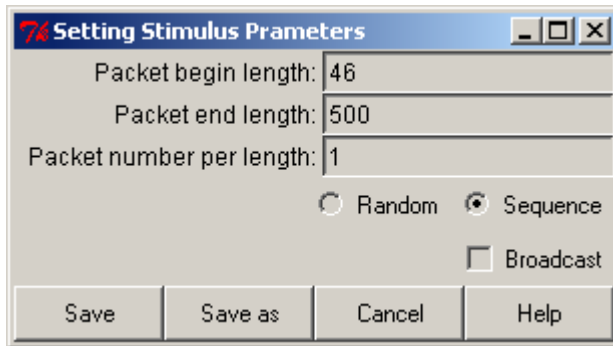 Setting Stimulus Prameters
Packet begin length: 46
Packet end length: 500
Packet number per length: 1
Random Sequence
Broadcast
Save Save as Cancel Help